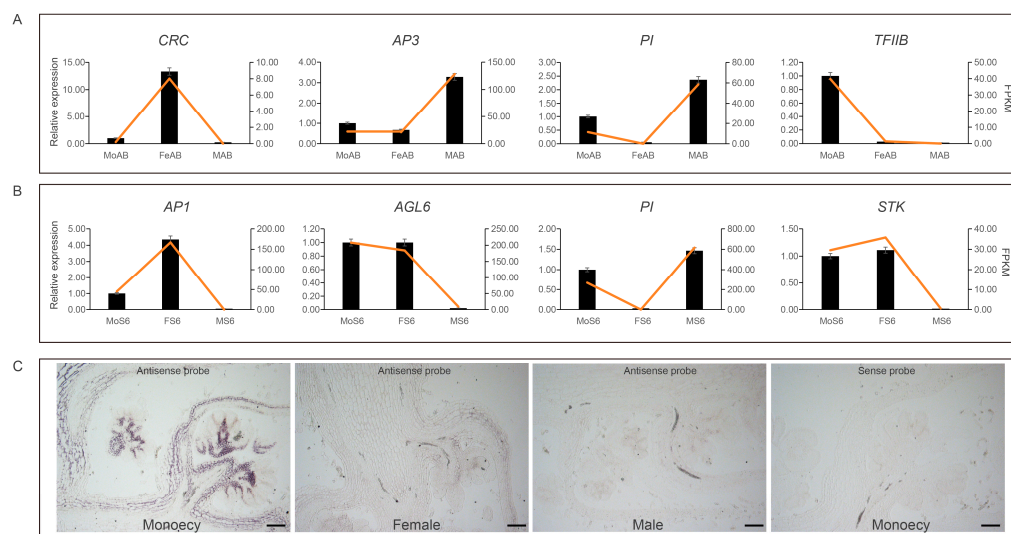 A
CRC AP3 PI TFIIB
Relative expression
15.00 10.00 4.00 150.00 3.00 80.00 1.20 50.00
8.00 2.50 1.00 40.00
10.00 3.00 100.00 2.00 60.00 0.80
6.00 2.00 1.50 40.00 0.60 30.00
5.00 4.00 50.00 1.00 0.40 20.00
2.00 1.00 0.50 20.00 0.20 10.00
0.00 0.00 0.00 0.00 0.00 0.00 0.00 0.00
FPKM
MoAB FeAB MAB MoAB FeAB MAB MoAB FeAB MAB MoAB FeAB MAB
B
AP1 AGL6 PI STK
Relative expression
5.00 200.00 1.20 250.00 2.00 800.00 1.50 40.00
4.00 150.00 1.00 200.00 1.50 600.00 30.00
3.00 0.80 150.00 1.00
100.00 0.60 1.00 400.00 20.00
2.00 0.40 100.00 0.50
1.00 50.00 0.20 50.00 0.50 200.00 10.00
0.00 0.00 0.00 0.00 0.00 0.00 0.00 0.00
FPKM
MoS6 FS6 MS6 MoS6 FS6 MS6 MoS6 FS6 MS6 MoS6 FS6 MS6
C
Antisense probe Antisense probe Antisense probe Sense probe
Monoecy Female Male Monoecy